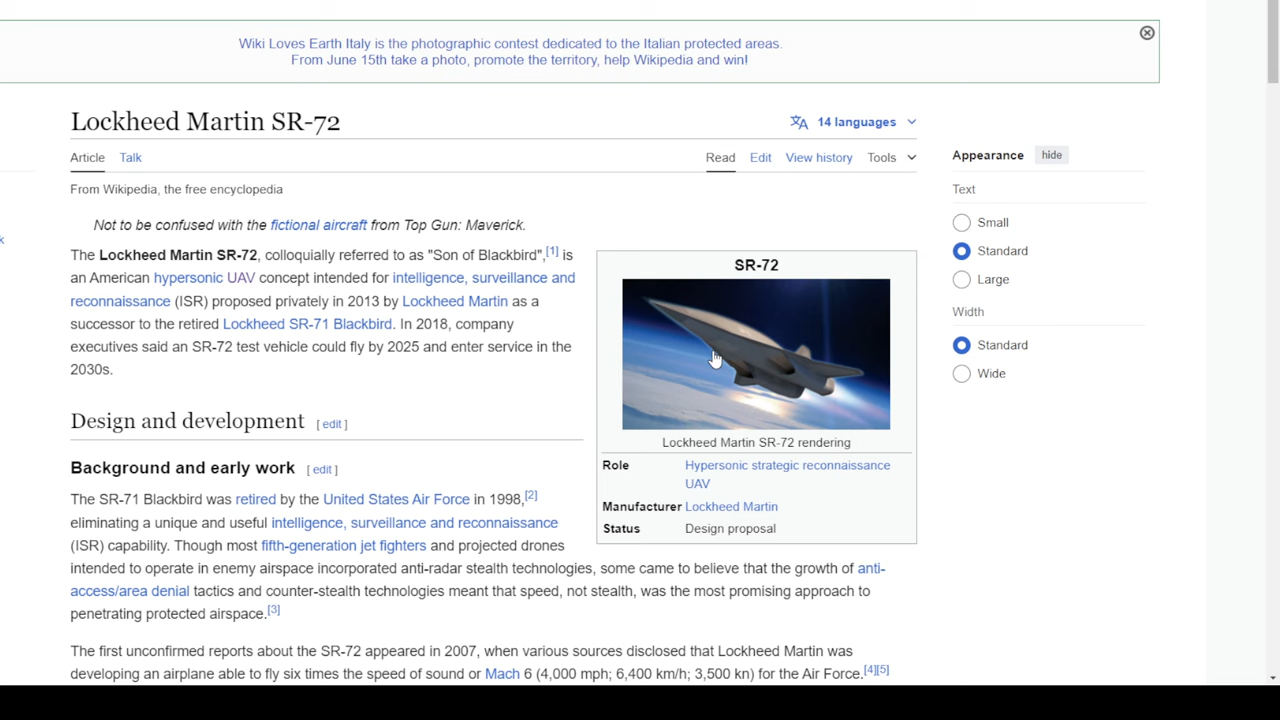 Wiki Loves Earth Italy is the photographic contest dedicated to the Italian protected areas.
From June 15th take a photo, promote the territory, help Wikipedia and win!
Lockheed Martin SR-72
14 languages
Article Talk
Read Edit View history Tools
From Wikipedia, the free encyclopedia
Not to be confused with the fictional aircraft from Top Gun: Maverick.
The Lockheed Martin SR-72, colloquially referred to as "Son of Blackbird",[1] is
an American hypersonic UAV concept intended for intelligence, surveillance and
reconnaissance (ISR) proposed privately in 2013 by Lockheed Martin as a
successor to the retired Lockheed SR-71 Blackbird. In 2018, company
executives said an SR-72 test vehicle could fly by 2025 and enter service in the
2030s.
SR-72
Lockheed Martin SR-72 rendering
Role Hypersonic strategic reconnaissance
UAV
Manufacturer Lockheed Martin
Status Design proposal
Design and development [ edit ]
Background and early work [ edit ]
The SR-71 Blackbird was retired by the United States Air Force in 1998,[2]
eliminating a unique and useful intelligence, surveillance and reconnaissance
(ISR) capability. Though most fifth-generation jet fighters and projected drones
intended to operate in enemy airspace incorporated anti-radar stealth technologies, some came to believe that the growth of anti-
access/area denial tactics and counter-stealth technologies meant that speed, not stealth, was the most promising approach to
penetrating protected airspace.[3]
The first unconfirmed reports about the SR-72 appeared in 2007, when various sources disclosed that Lockheed Martin was
developing an airplane able to fly six times the speed of sound or Mach 6 (4,000 mph; 6,400 km/h; 3,500 kn) for the Air Force.[4][5]
Appearance hide
Text
Small
Standard
Large
Width
Standard
Wide